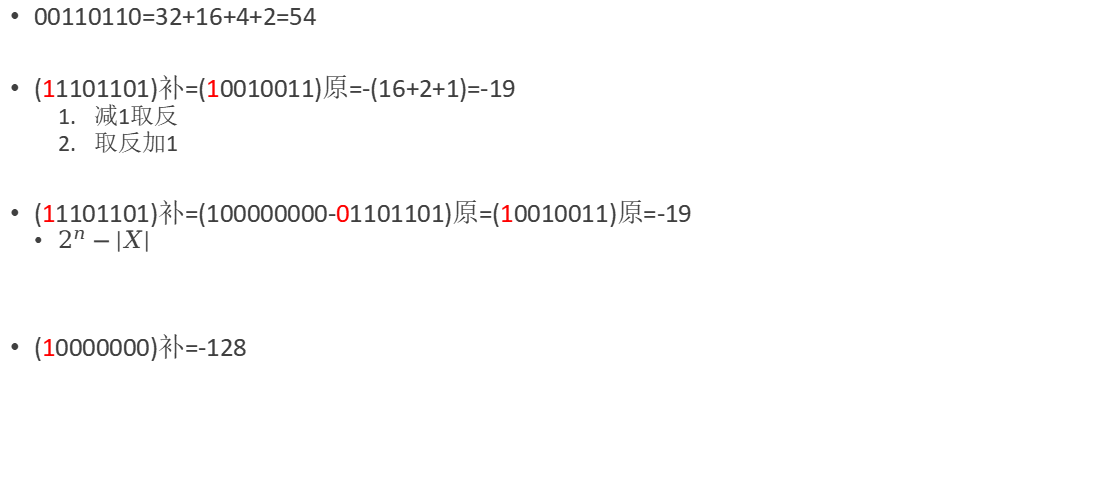 • 00110110=32+16+4+2=54
• (11101101)补=(10010011)原=-(16+2+1)=-19
1. 减1取反
2. 取反加1
• (11101101)补=(100000000-01101101)原=(10010011)原=-19
• 2ⁿ − |X|
• (10000000)补=-128